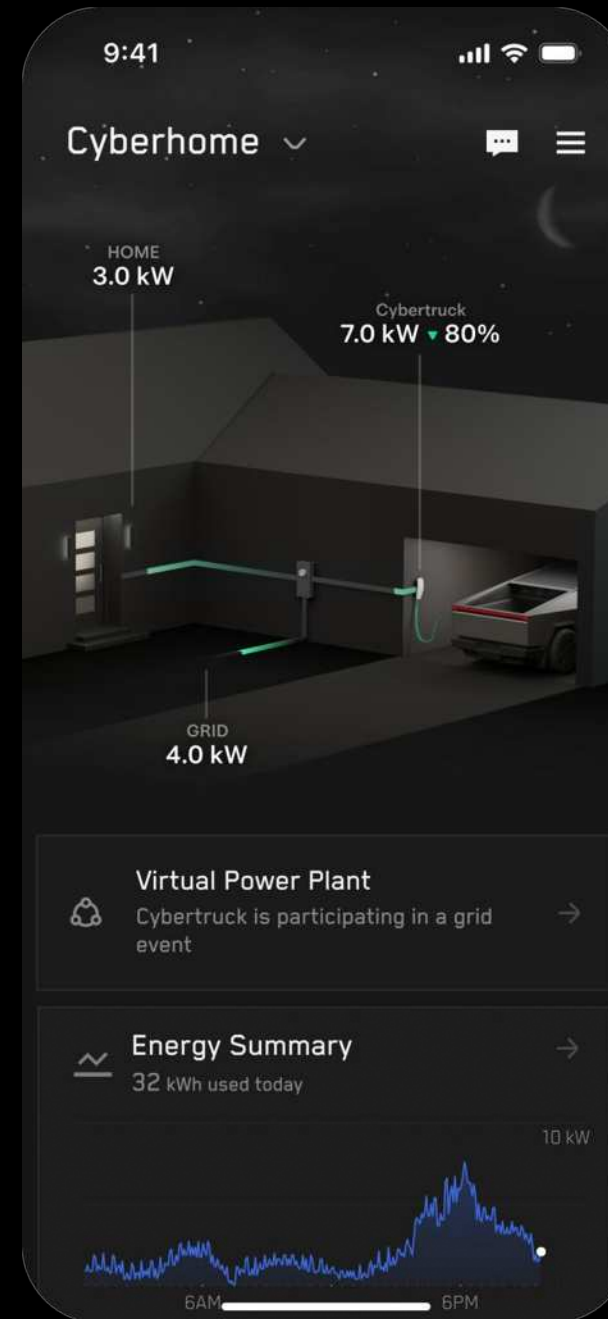 9:41
Cyberhome
HOME
3.0 kW
Cybertruck
7.0 kW ▼ 80%
GRID
4.0 kW
Virtual Power Plant
Cybertruck is participating in a grid
event
Energy Summary
32 kWh used today
10 kW
6AM 6PM